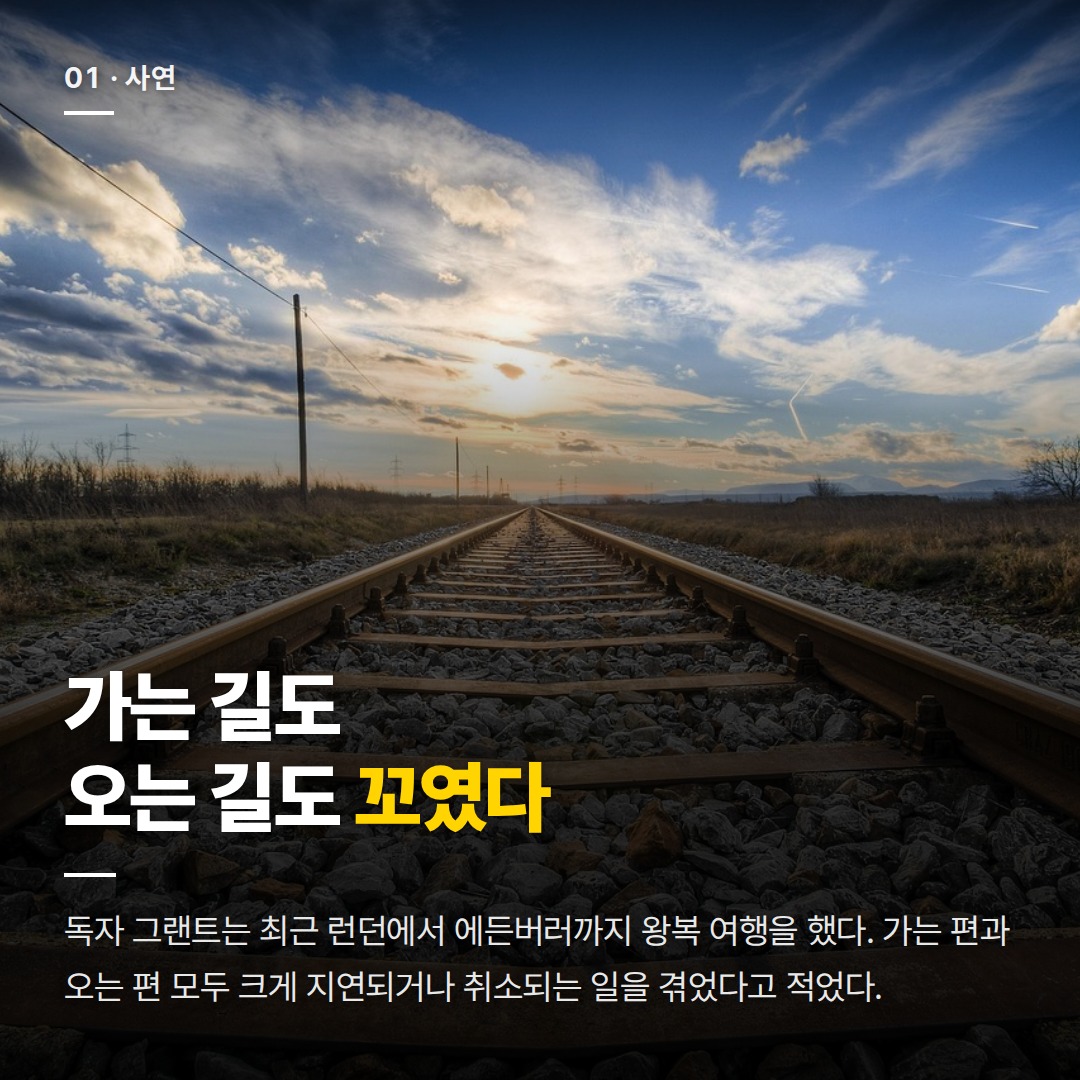 01 · 사연
가는 길도
오는 길도 꼬였다
독자 그랜트는 최근 런던에서 에든버러까지 왕복 여행을 했다. 가는 편과
오는 편 모두 크게 지연되거나 취소되는 일을 겪었다고 적었다.